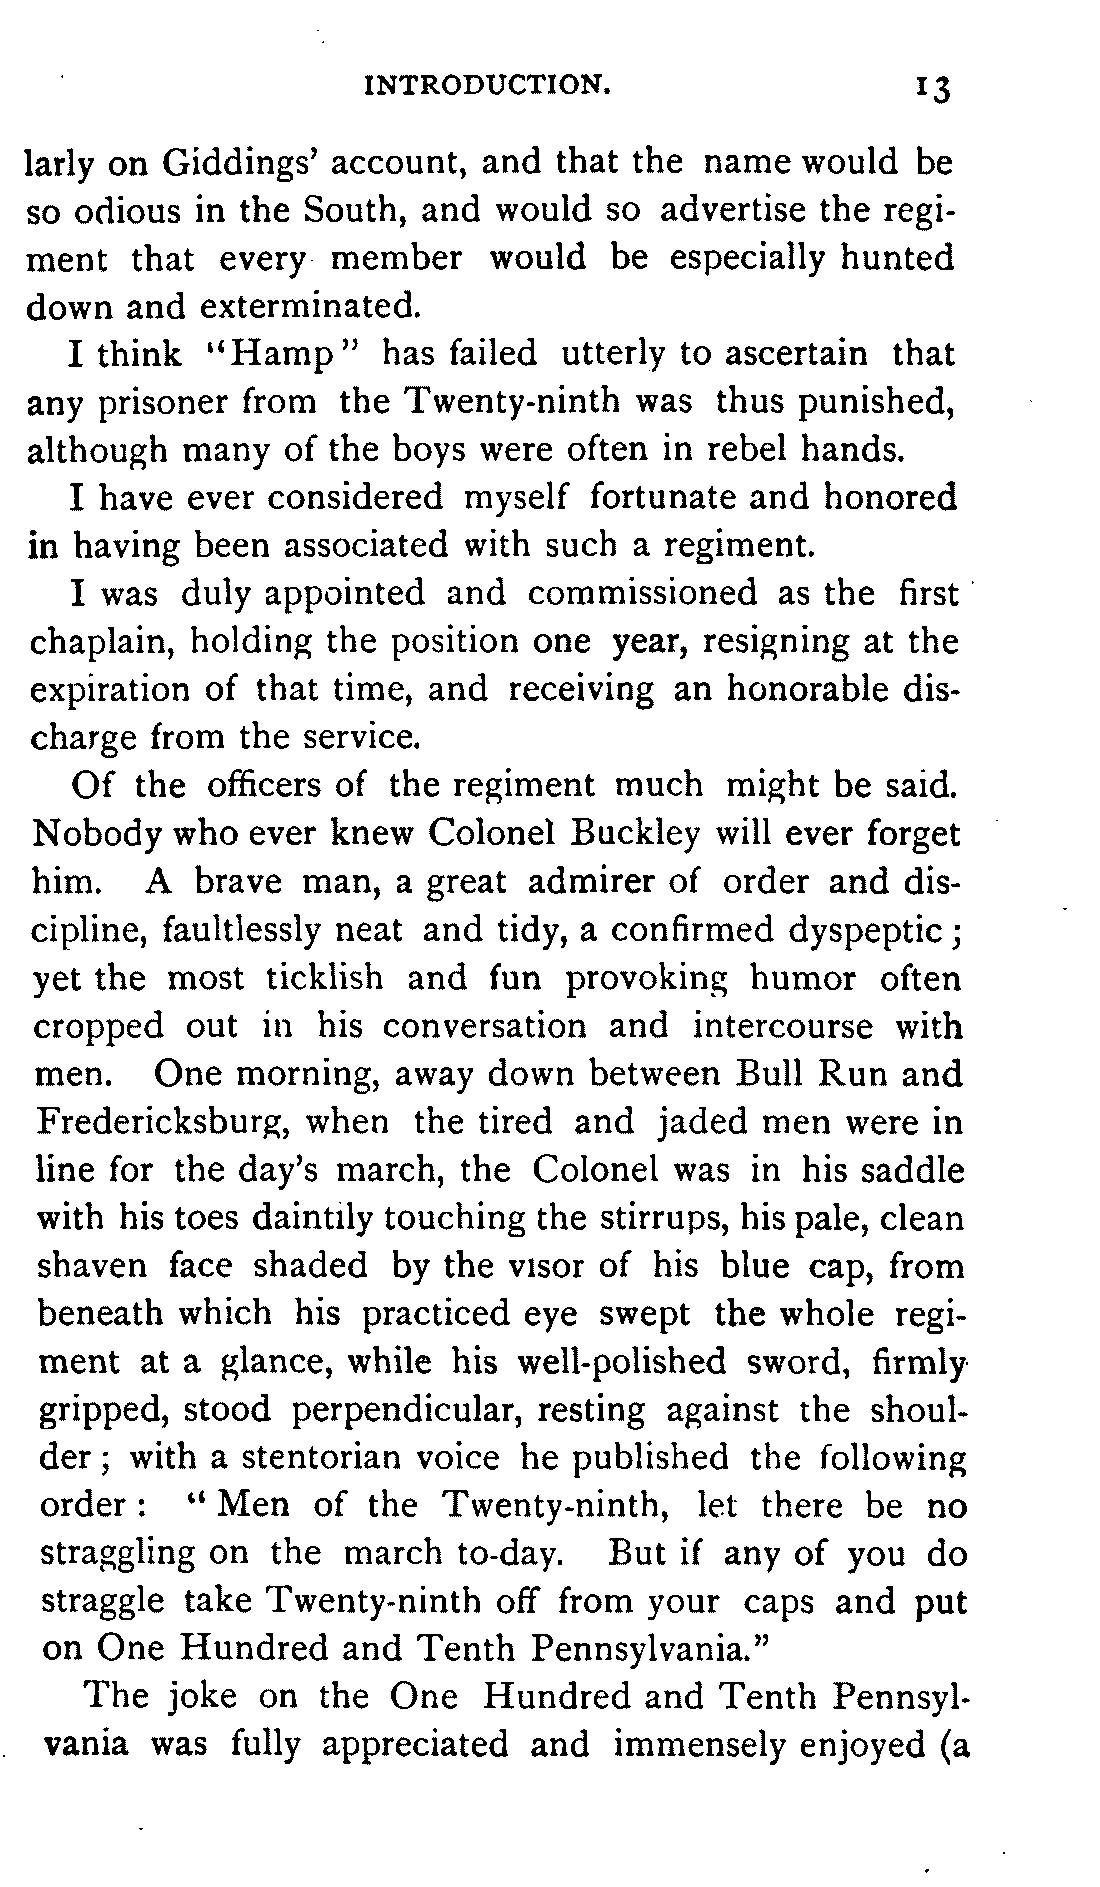 INTRODUCTION. 13
larly on Giddings' account, and that the name would be
so odious in the South, and would so advertise the regi-
ment that every member would be especially hunted
down and exterminated.
I think "Hamp" has failed utterly to ascertain that
any prisoner from the Twenty-ninth was thus punished,
although many of the boys were often in rebel hands.
I have ever considered myself fortunate and honored
in having been associated with such a regiment.
I was duly appointed and commissioned as the first
chaplain, holding the position one year, resigning at the
expiration of that time, and receiving an honorable dis-
charge from the service.
Of the officers of the regiment much might be said.
Nobody who ever knew Colonel Buckley will ever forget
him. A brave man, a great admirer of order and dis-
cipline, faultlessly neat and tidy, a confirmed dyspeptic;
yet the most ticklish and fun provoking humor often
cropped out in his conversation and intercourse with
men. One morning, away down between Bull Run and
Fredericksburg, when the tired and jaded men were in
line for the day's march, the Colonel was in his saddle
with his toes daintily touching the stirrups, his pale, clean
shaven face shaded by the visor of his blue cap, from
beneath which his practiced eye swept the whole regi-
ment at a glance, while his well-polished sword, firmly
gripped, stood perpendicular, resting against the shoul-
der; with a stentorian voice he published the following
order: "Men of the Twenty-ninth, let there be no
straggling on the march to-day. But if any of you do
straggle take Twenty-ninth off from your caps and put
on One Hundred and Tenth Pennsylvania."
The joke on the One Hundred and Tenth Pennsyl-
vania was fully appreciated and immensely enjoyed (a